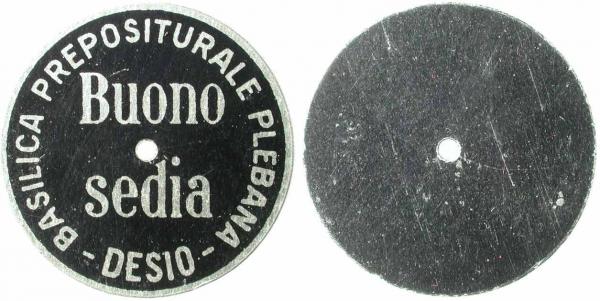 BASILICA PREPOSITURALE PLEBANA
Buono
sedia
- DESIO -